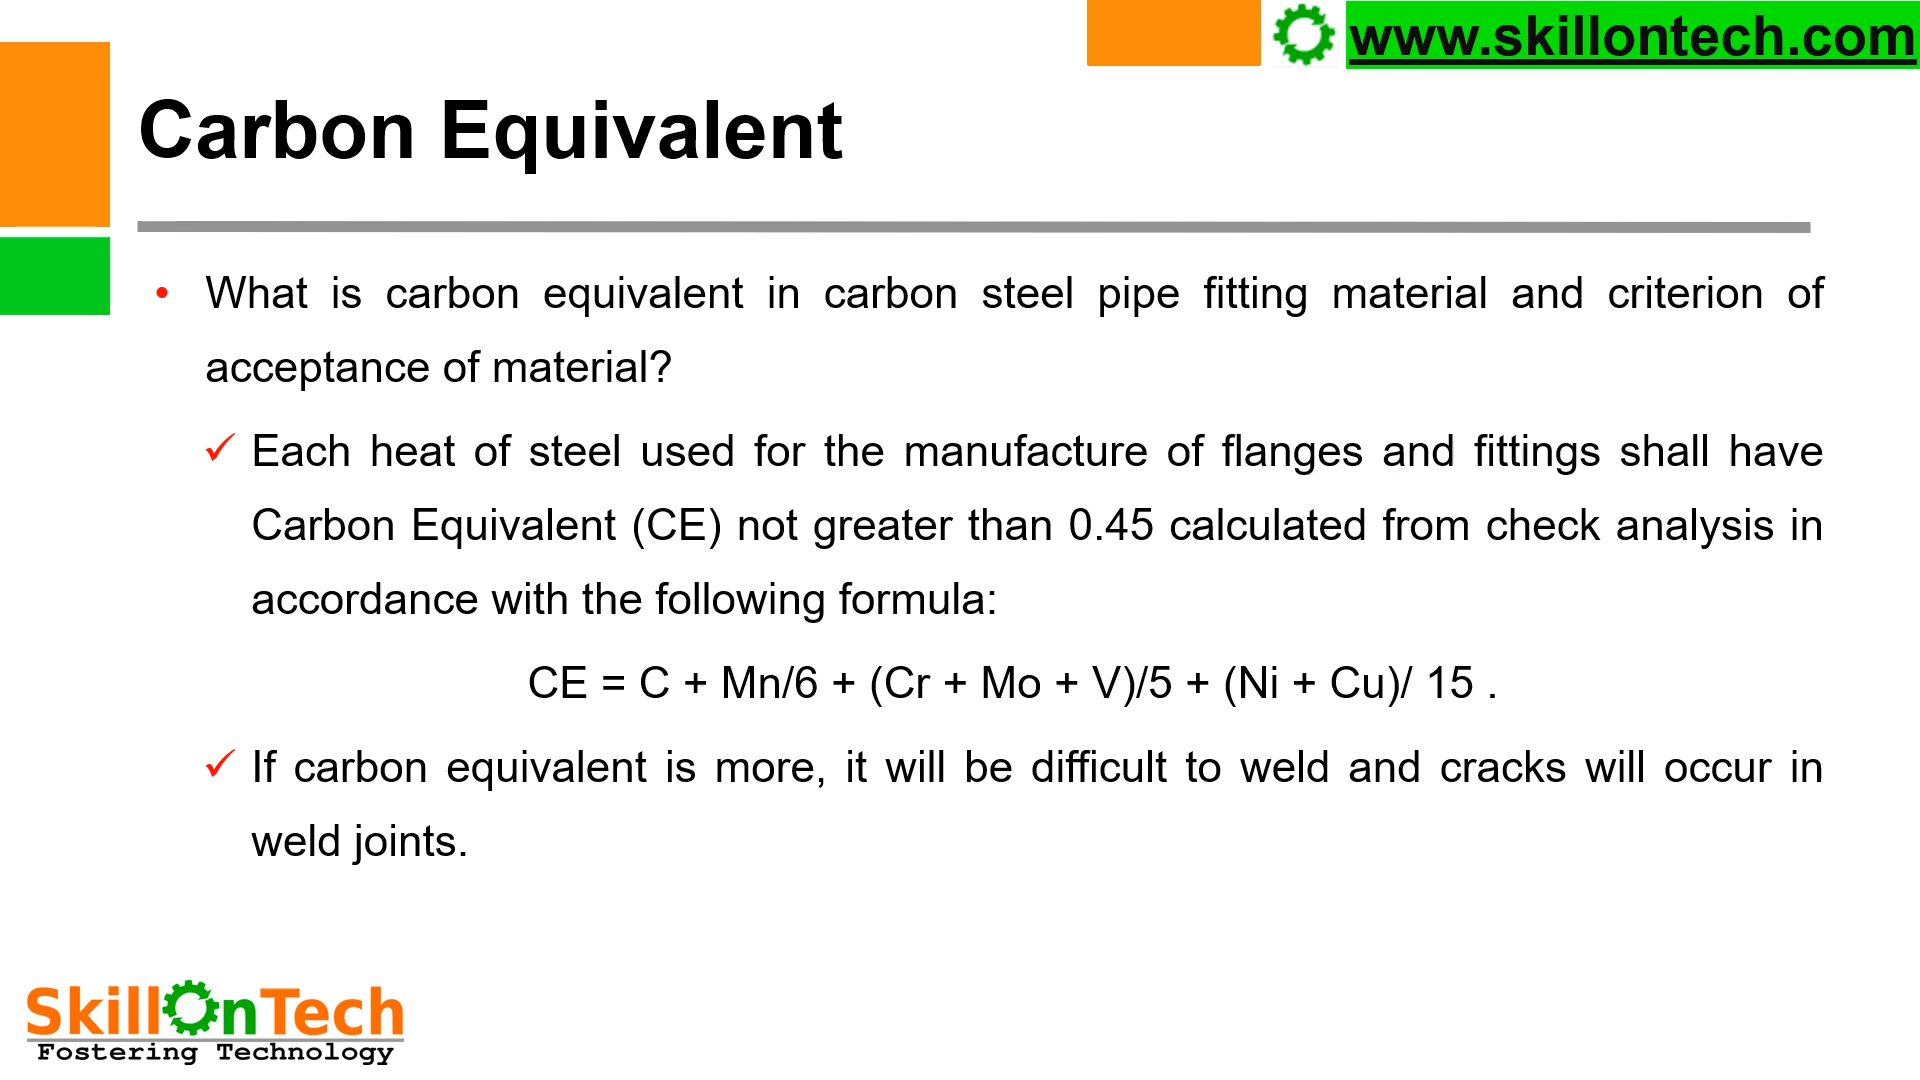 www.skillontech.com
Carbon Equivalent
• What is carbon equivalent in carbon steel pipe fitting material and criterion of
acceptance of material?
✓ Each heat of steel used for the manufacture of flanges and fittings shall have
Carbon Equivalent (CE) not greater than 0.45 calculated from check analysis in
accordance with the following formula:
CE = C + Mn/6 + (Cr + Mo + V)/5 + (Ni + Cu)/ 15 .
✓ If carbon equivalent is more, it will be difficult to weld and cracks will occur in
weld joints.
SkillOnTech
Fostering Technology